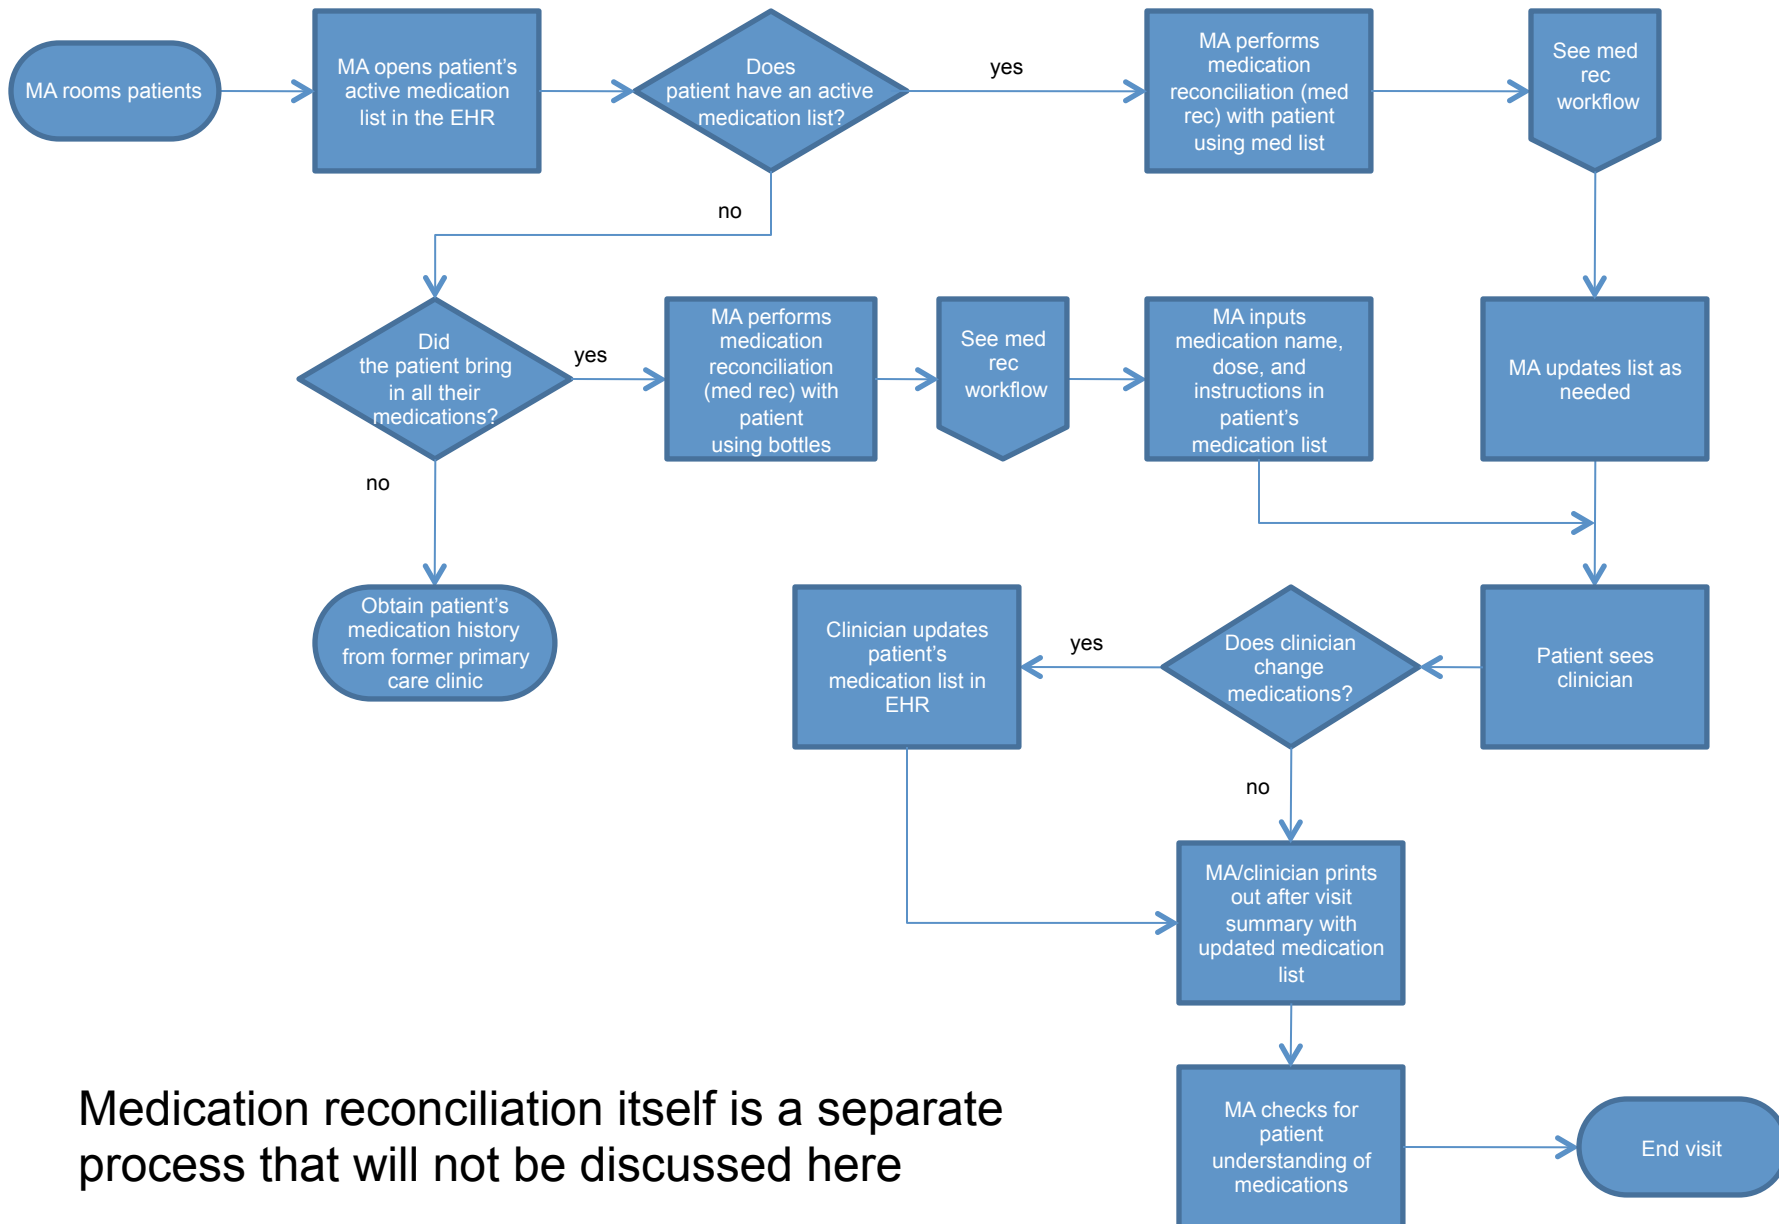 MA rooms patients
MA opens patient's
active medication
list in the EHR
Does
patient have an active
medication list?
yes
MA performs
medication
reconciliation (med
rec) with patient
using med list
See med
rec
workflow
no
Did
the patient bring
in all their
medications?
yes
MA performs
medication
reconciliation
(med rec) with
patient
using bottles
See med
rec
workflow
MA inputs
medication name,
dose, and
instructions in
patient's
medication list
MA updates list as
needed
no
Obtain patient's
medication history
from former primary
care clinic
Clinician updates
patient's
medication list in
EHR
yes
Does clinician
change
medications?
Patient sees
clinician
no
MA/clinician prints
out after visit
summary with
updated medication
list
MA checks for
patient
understanding of
medications
End visit
Medication reconciliation itself is a separate
process that will not be discussed here